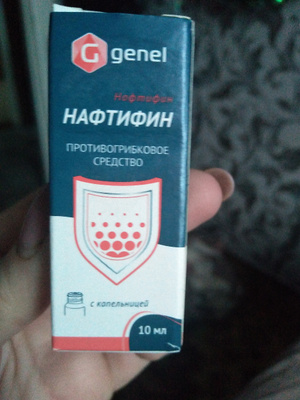 G genel
Нафтифин
НАФТИФИН
ПРОТИВОГРИБКОВОЕ
СРЕДСТВО
с капельницей
10 мл